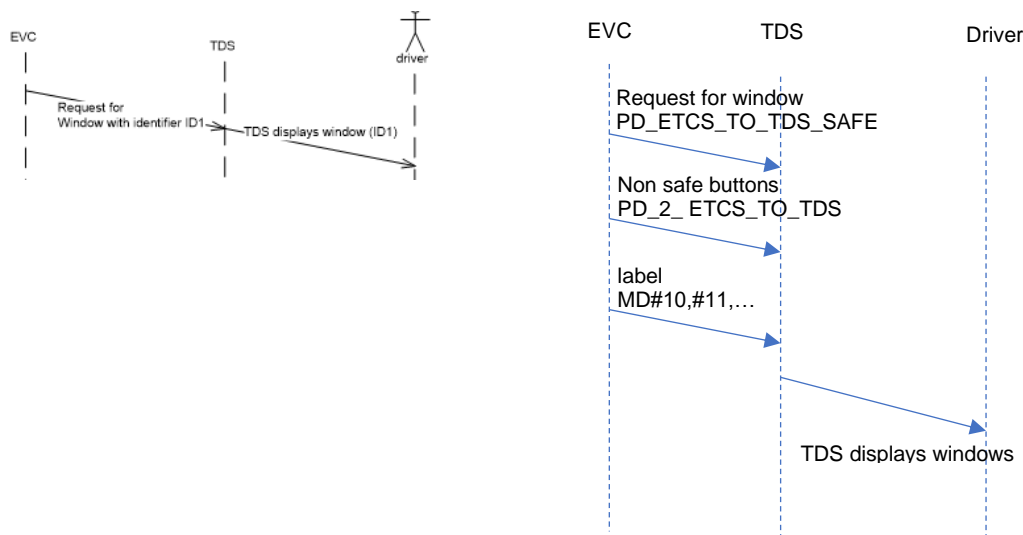 EVC
TDS
driver
Request for
Window with identifier ID1
TDS displays window (ID1)
EVC
TDS
Driver
Request for window
PD_ETCS_TO_TDS_SAFE
Non safe buttons
PD_2_ ETCS_TO_TDS
label
MD#10,#11,…
TDS displays windows